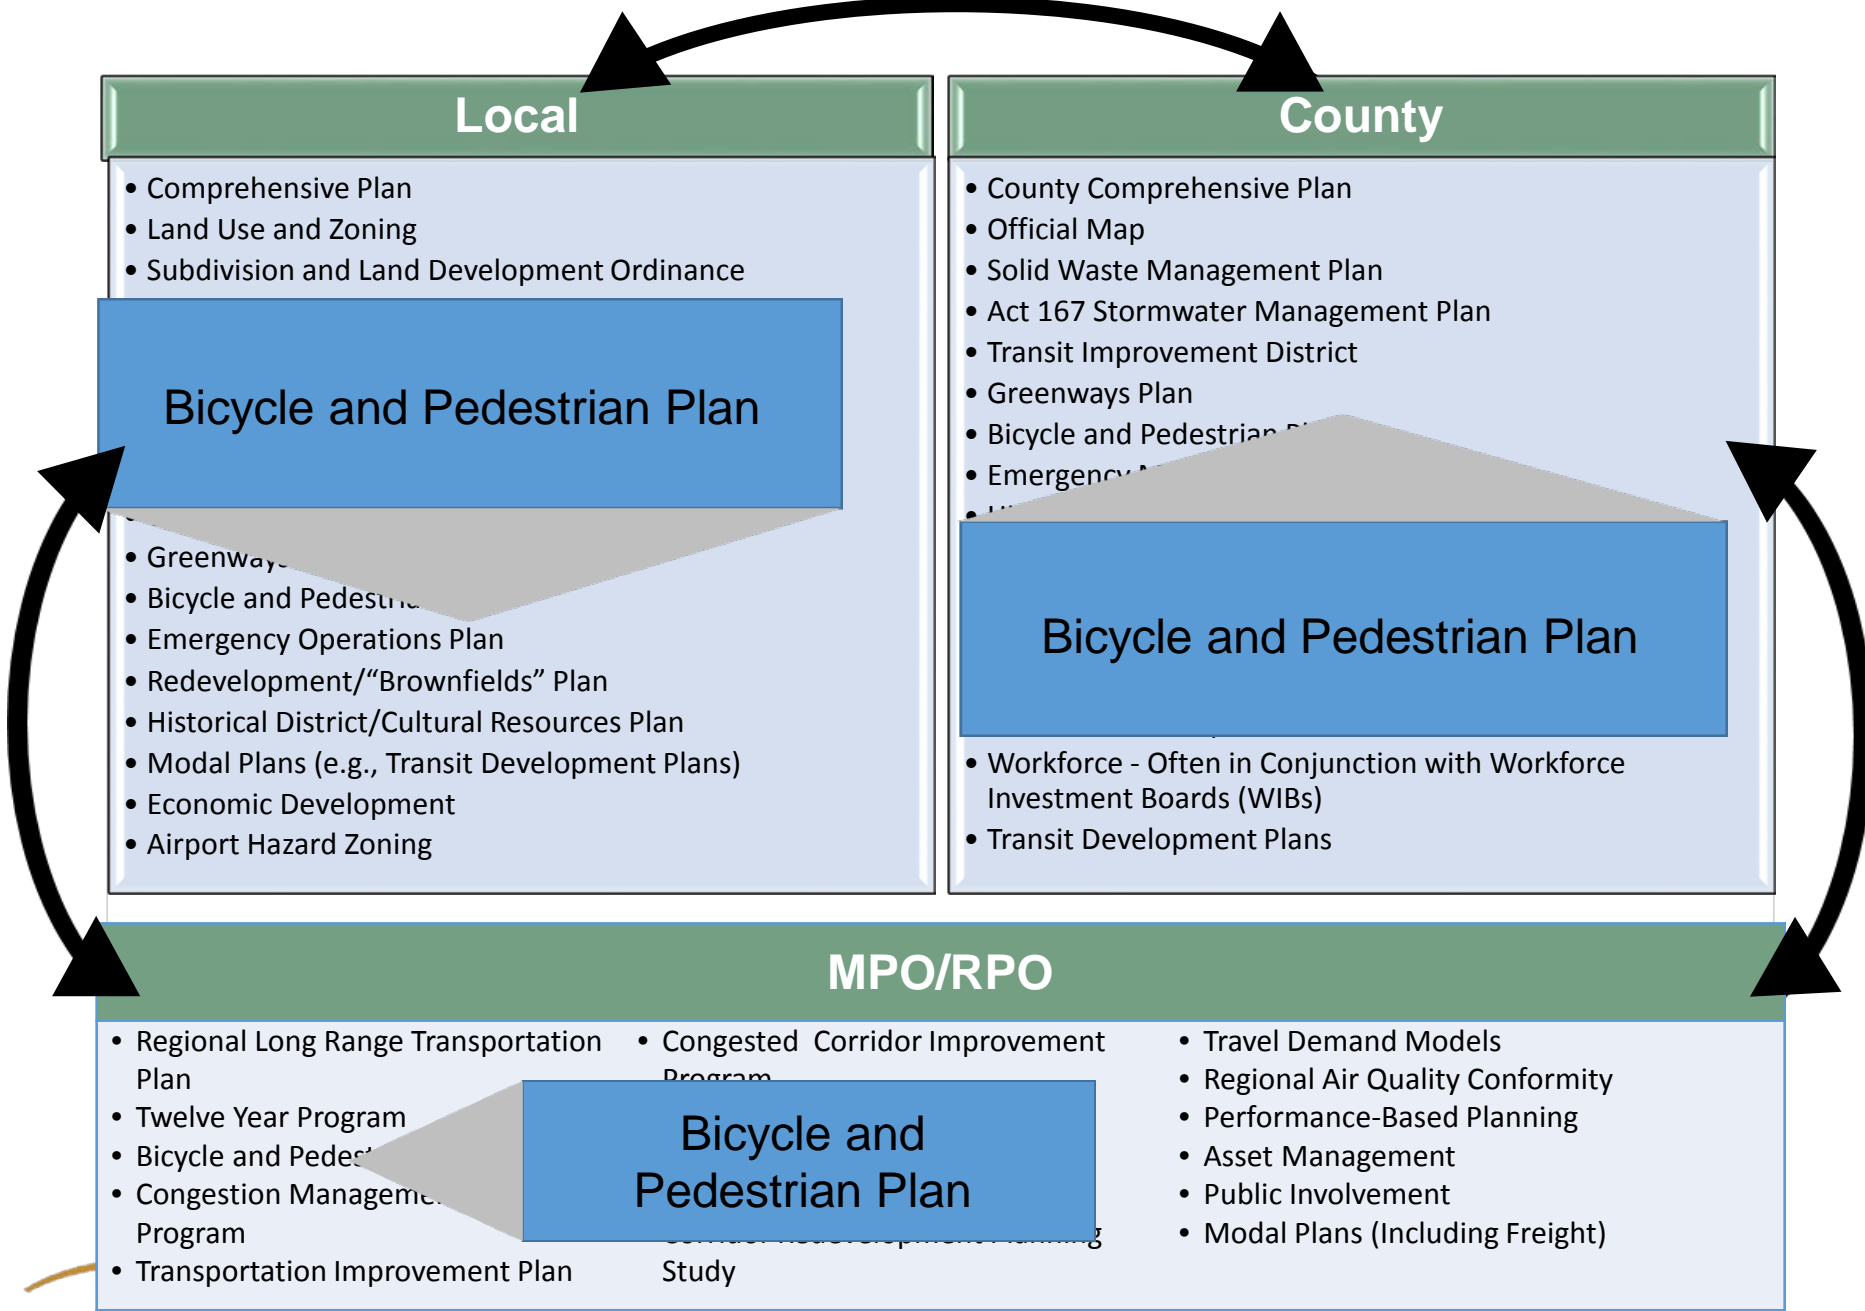 Local
• Comprehensive Plan
• Land Use and Zoning
• Subdivision and Land Development Ordinance
Bicycle and Pedestrian Plan
• Greenways
• Bicycle and
• Emergency Operations Plan
• Redevelopment/“Brownfields” Plan
• Historical District/Cultural Resources Plan
• Modal Plans (e.g., Transit Development Plans)
• Economic Development
• Airport Hazard Zoning
County
• County Comprehensive Plan
• Official Map
• Solid Waste Management Plan
• Act 167 Stormwater Management Plan
• Transit Improvement District
• Greenways Plan
• Bicycle and Pedestrian
• Emergency
Bicycle and Pedestrian Plan
• Workforce - Often in Conjunction with Workforce
Investment Boards (WIBs)
• Transit Development Plans
MPO/RPO
• Regional Long Range Transportation
Plan
• Twelve Year Program
• Bicycle and
• Congestion
Program
• Transportation Improvement Plan
• Congested Corridor Improvement
Program
Bicycle and
Pedestrian Plan
Corridor Redevelopment Planning
Study
• Travel Demand Models
• Regional Air Quality Conformity
• Performance-Based Planning
• Asset Management
• Public Involvement
• Modal Plans (Including Freight)